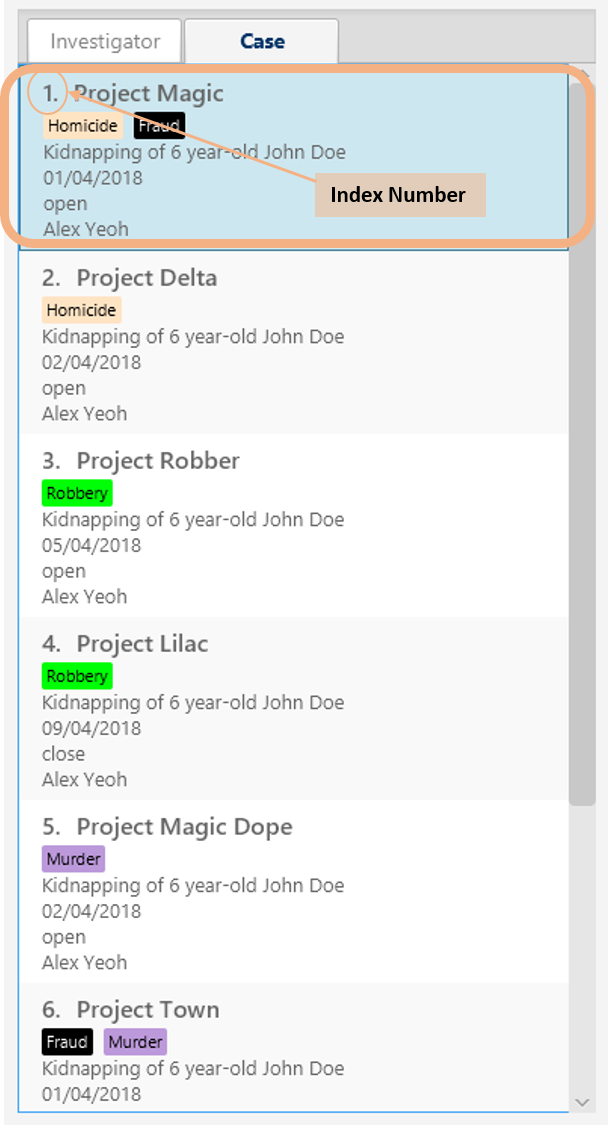 Investigator Case
1. Project Magic
Homicide Fraud
Kidnapping of 6 year-old John Doe
01/04/2018
Index Number
open
Alex Yeoh
2. Project Delta
Homicide
Kidnapping of 6 year-old John Doe
02/04/2018
open
Alex Yeoh
3. Project Robber
Robbery
Kidnapping of 6 year-old John Doe
05/04/2018
open
Alex Yeoh
4. Project Lilac
Robbery
Kidnapping of 6 year-old John Doe
09/04/2018
close
Alex Yeoh
5. Project Magic Dope
Murder
Kidnapping of 6 year-old John Doe
02/04/2018
open
Alex Yeoh
6. Project Town
Fraud Murder
Kidnapping of 6 year-old John Doe
01/04/2018